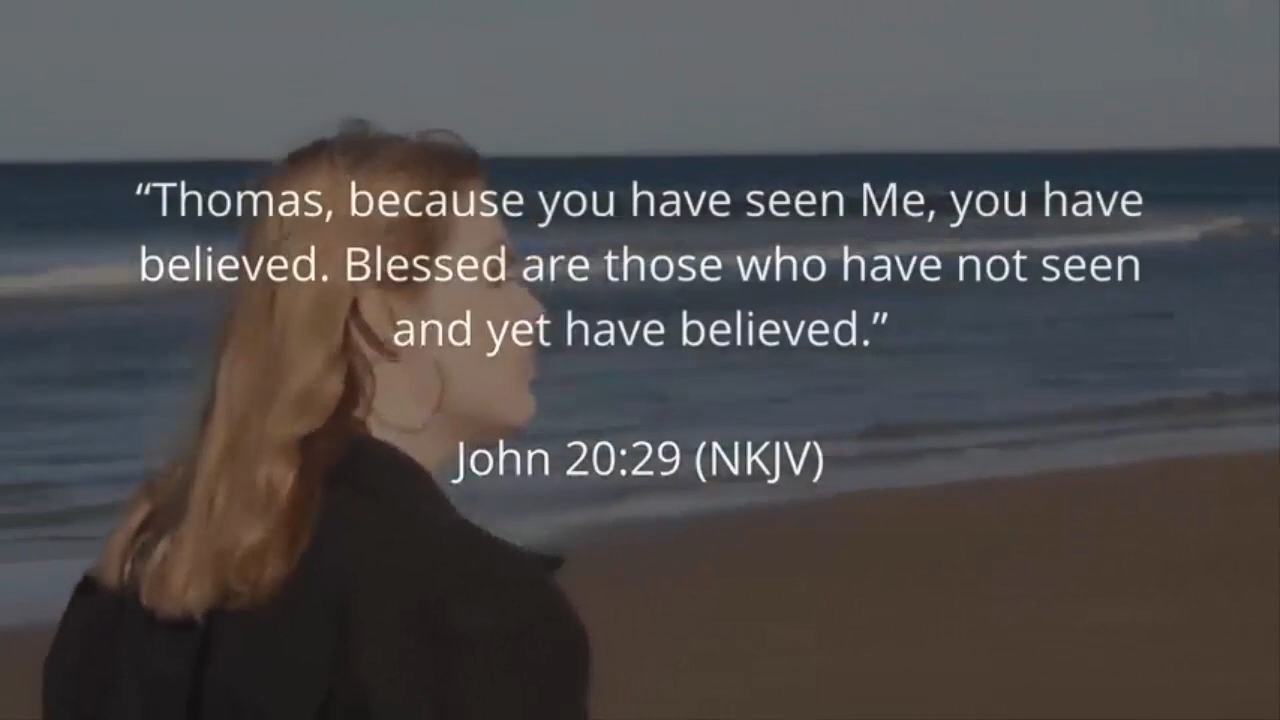 “Thomas, because you have seen Me, you have
believed. Blessed are those who have not seen
and yet have believed.”
John 20:29 (NKJV)